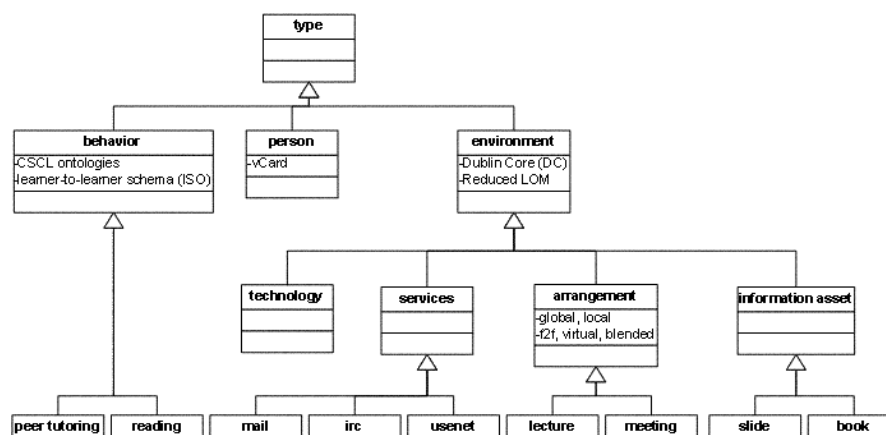 type
behavior
-CSCL ontologies
-learner-to-learner schema (ISO)
person
-vCard
environment
-Dublin Core (DC)
-Reduced LOM
technology
services
arrangement
-global, local
-f2f, virtual, blended
information asset
peer tutoring
reading
mail
irc
usenet
lecture
meeting
slide
book